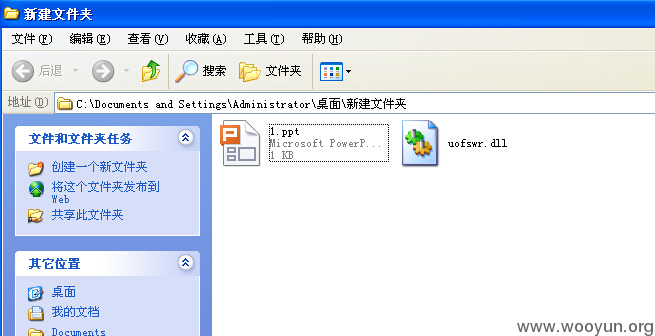 新建文件夹
文件(F) 编辑(E) 查看(V) 收藏(A) 工具(T) 帮助(H)
后退 搜索 文件夹
地址(D) C:\Documents and Settings\Administrator\桌面\新建文件夹
文件和文件夹任务
创建一个新文件夹
将这个文件夹发布到
Web
共享此文件夹
其它位置
桌面
我的文档
Documents
1.ppt
Microsoft PowerP...
1 KB
uofswr.dll
www.wooyun.org